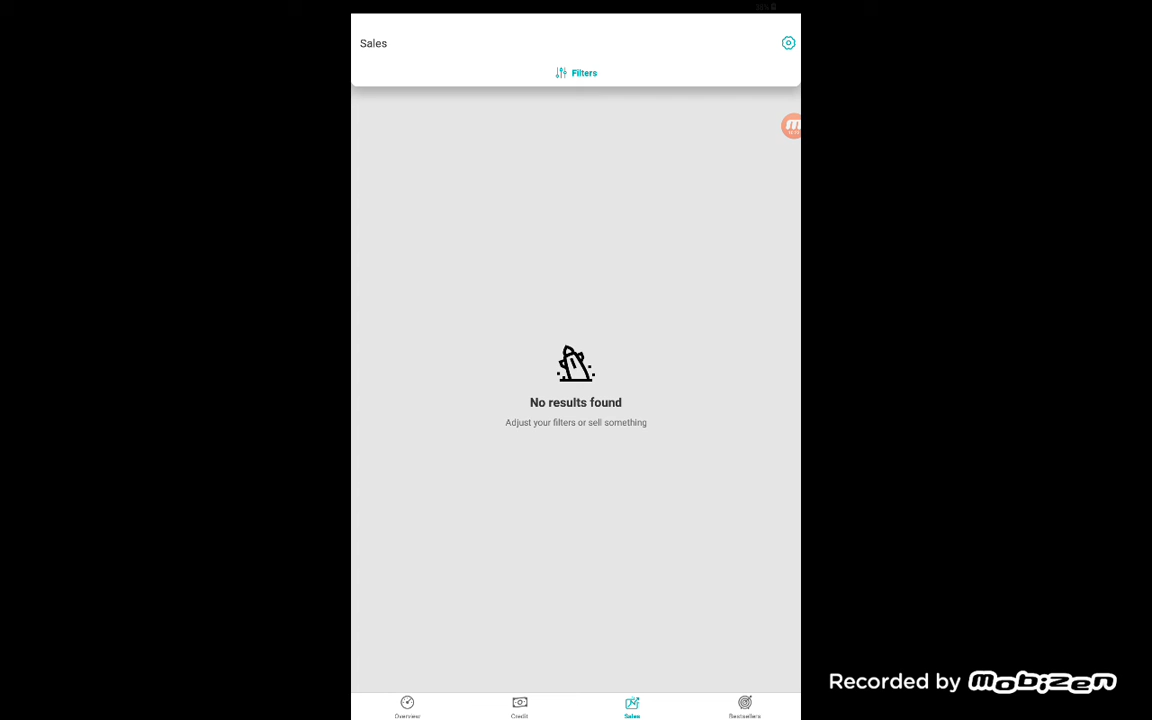 Sales
Filters
No results found
Adjust your filters or sell something
Overview
Credit
Sales
Bestsellers
Recorded by mobizen